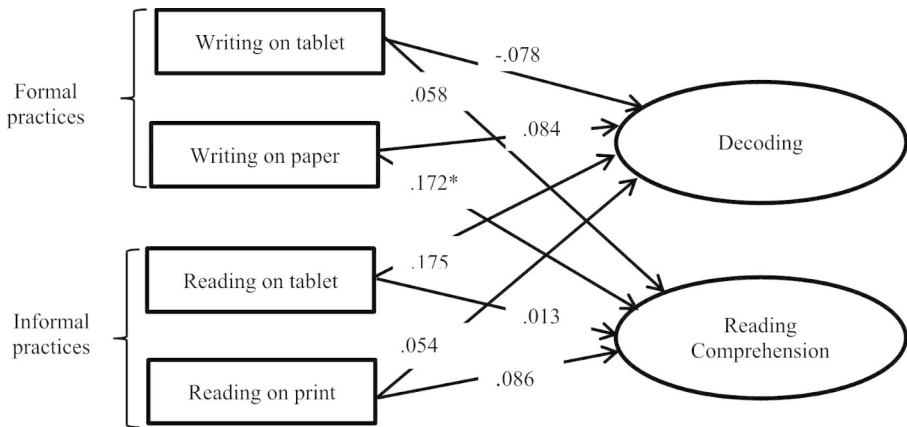 Formal
practices
Writing on tablet
Writing on paper
Informal
practices
Reading on tablet
Reading on print
-.078
.058
.084
.172*
.175
.013
.054
.086
Decoding
Reading
Comprehension